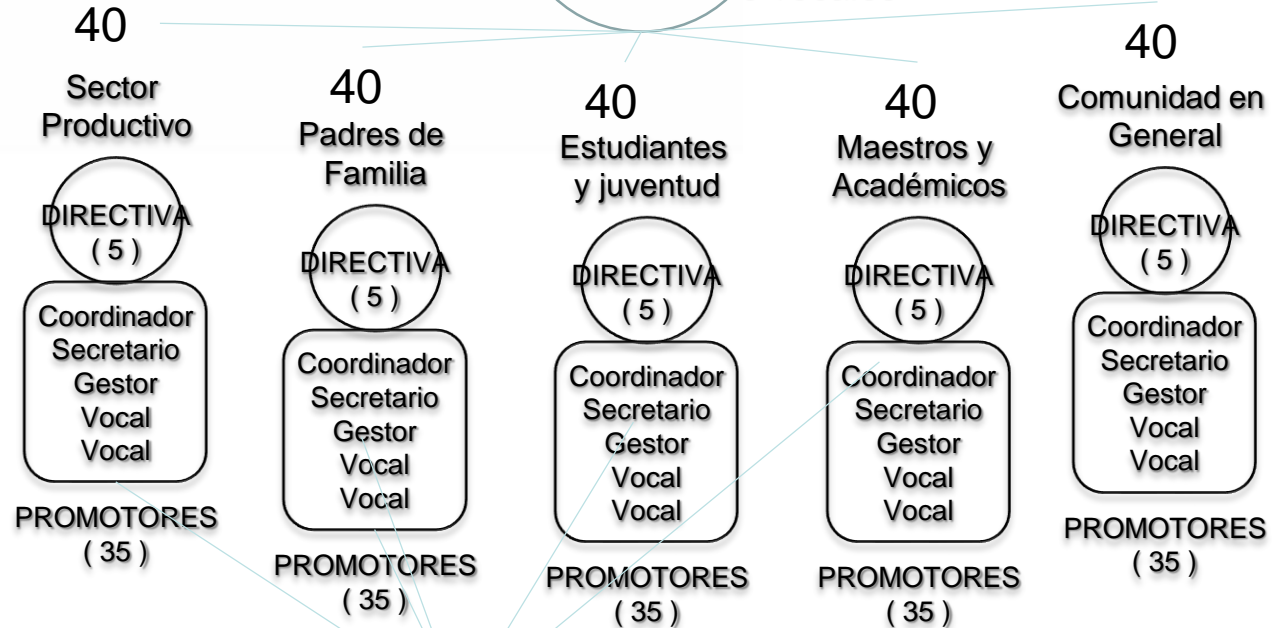 40
Sector
Productivo
DIRECTIVA
( 5 )
Coordinador
Secretario
Gestor
Vocal
Vocal
PROMOTORES
( 35 )
40
Padres de
Familia
DIRECTIVA
( 5 )
Coordinador
Secretario
Gestor
Vocal
Vocal
PROMOTORES
( 35 )
40
Estudiantes
y juventud
DIRECTIVA
( 5 )
Coordinador
Secretario
Gestor
Vocal
Vocal
PROMOTORES
( 35 )
40
Maestros y
Académicos
DIRECTIVA
( 5 )
Coordinador
Secretario
Gestor
Vocal
Vocal
PROMOTORES
( 35 )
40
Comunidad en
General
DIRECTIVA
( 5 )
Coordinador
Secretario
Gestor
Vocal
Vocal
PROMOTORES
( 35 )